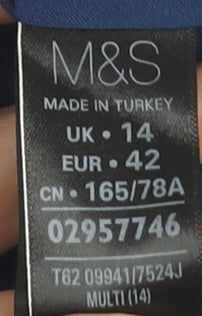 M&S
MADE IN TURKEY
UK • 14
EUR • 42
CN • 165/78A
02957746
T62 09941/7524J
MULTI (14)